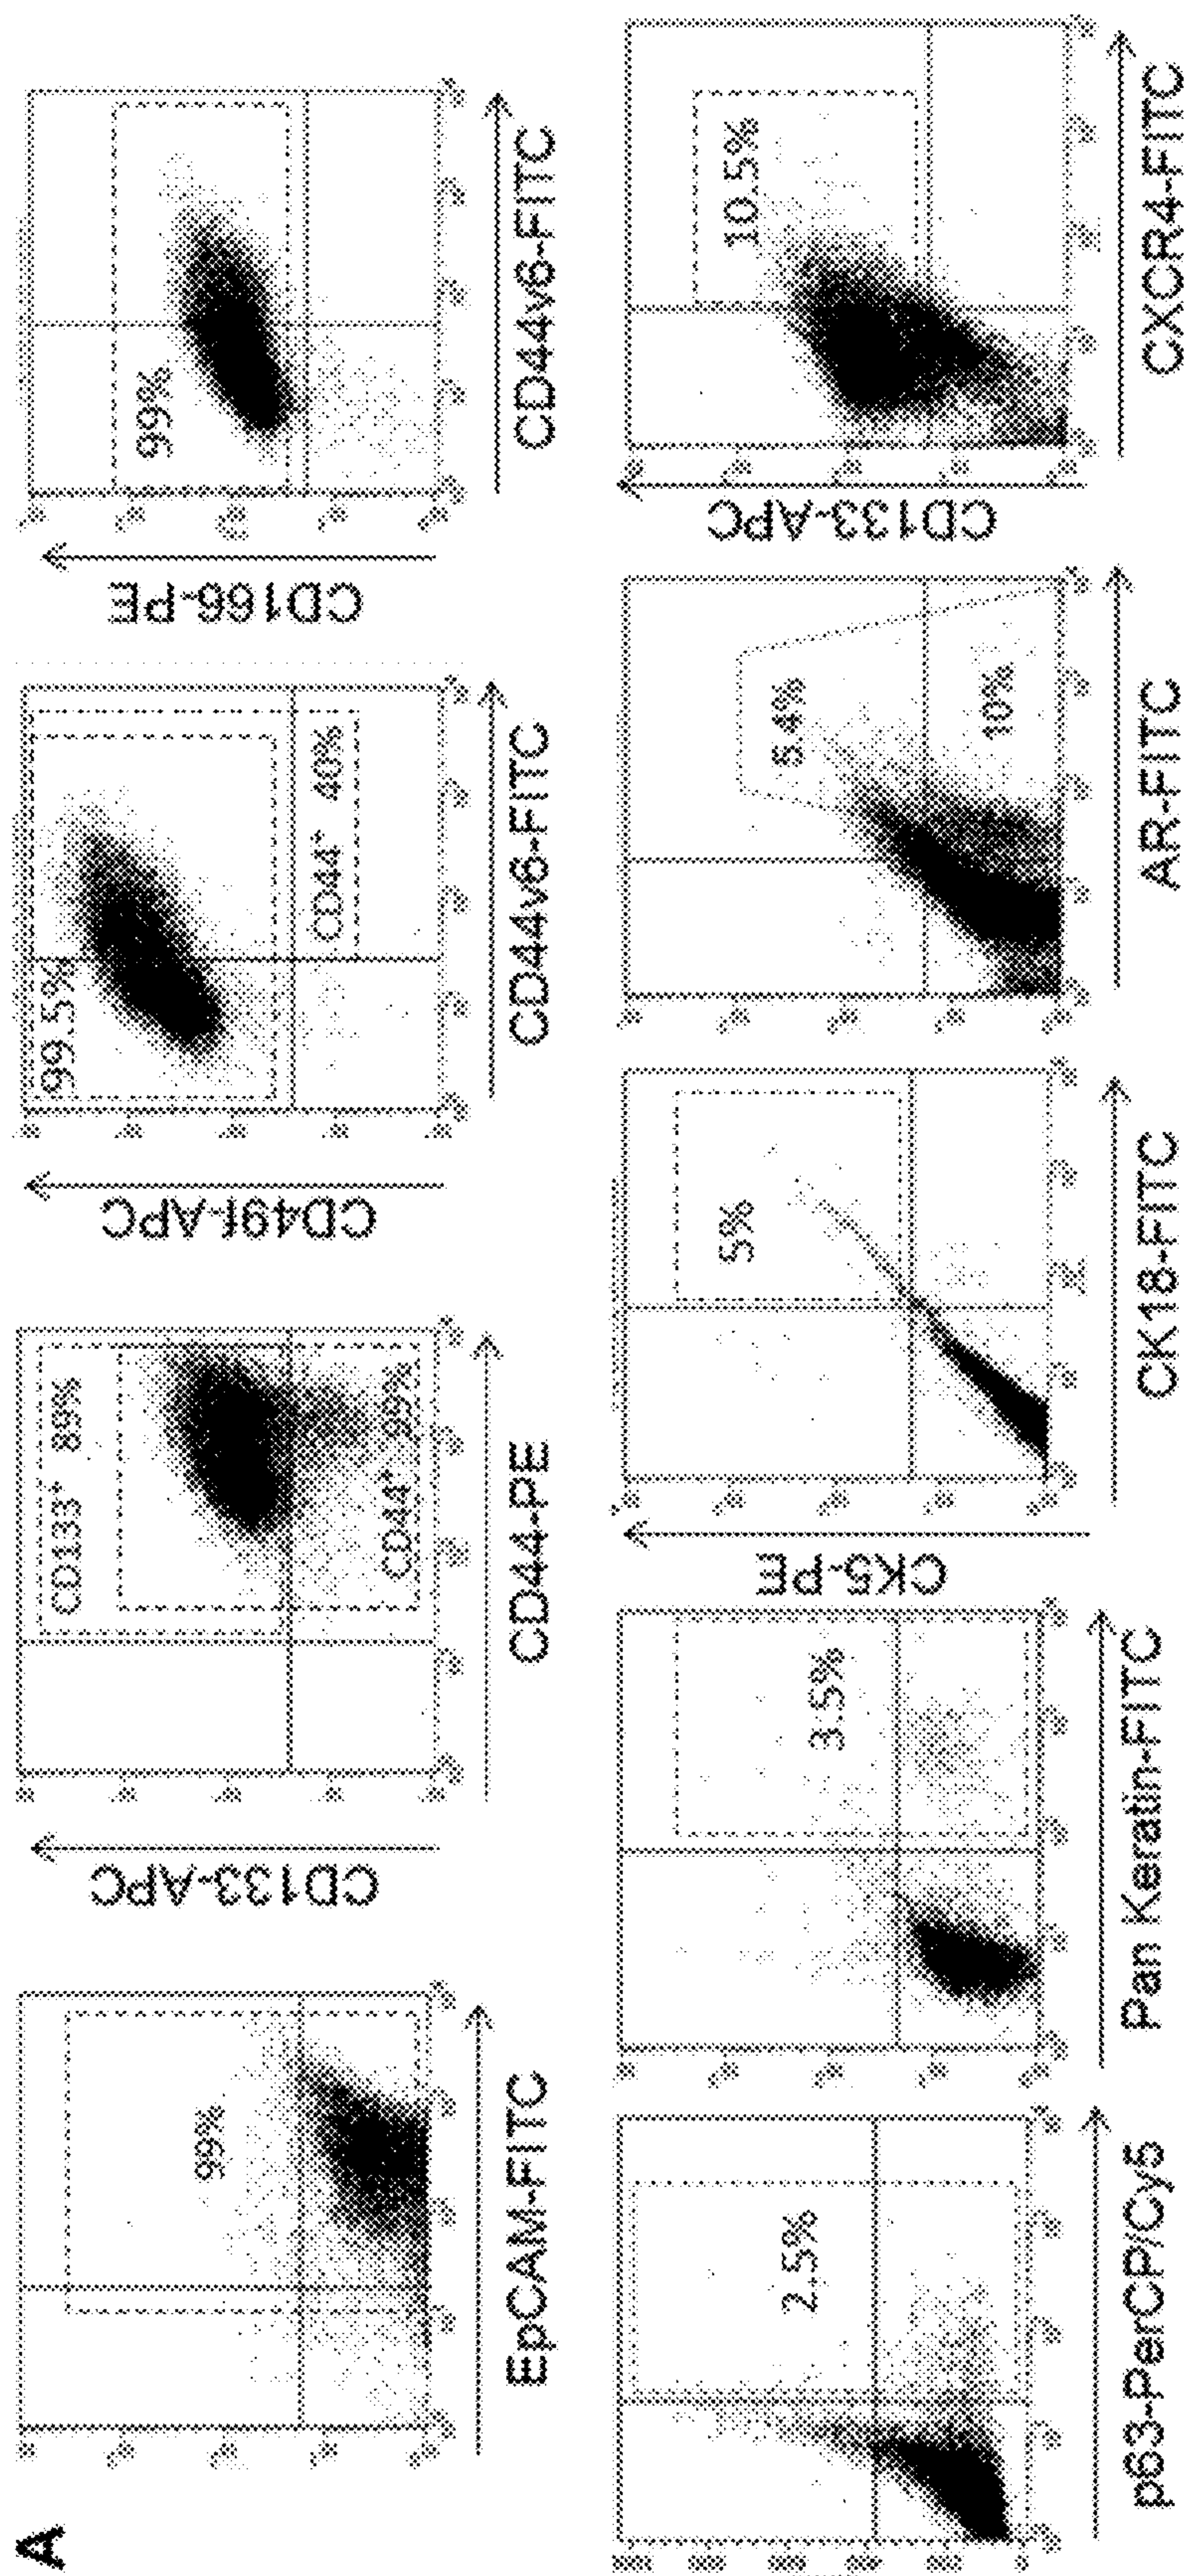 A
99%
EpCAM-FITC
CD133-APC
CD133⁺ 89%
CD44⁺ 99%
CD44-PE
CD49f-APC
99.5%
CD44⁺ 40%
CD44v6-FITC
CD166-PE
99%
CD44v6-FITC
2.5%
p63-PerCP/Cy5
3.5%
Pan Keratin-FITC
CK5-PE
5%
CK18-FITC
5.4%
10%
AR-FITC
CD133-APC
10.5%
CXCR4-FITC